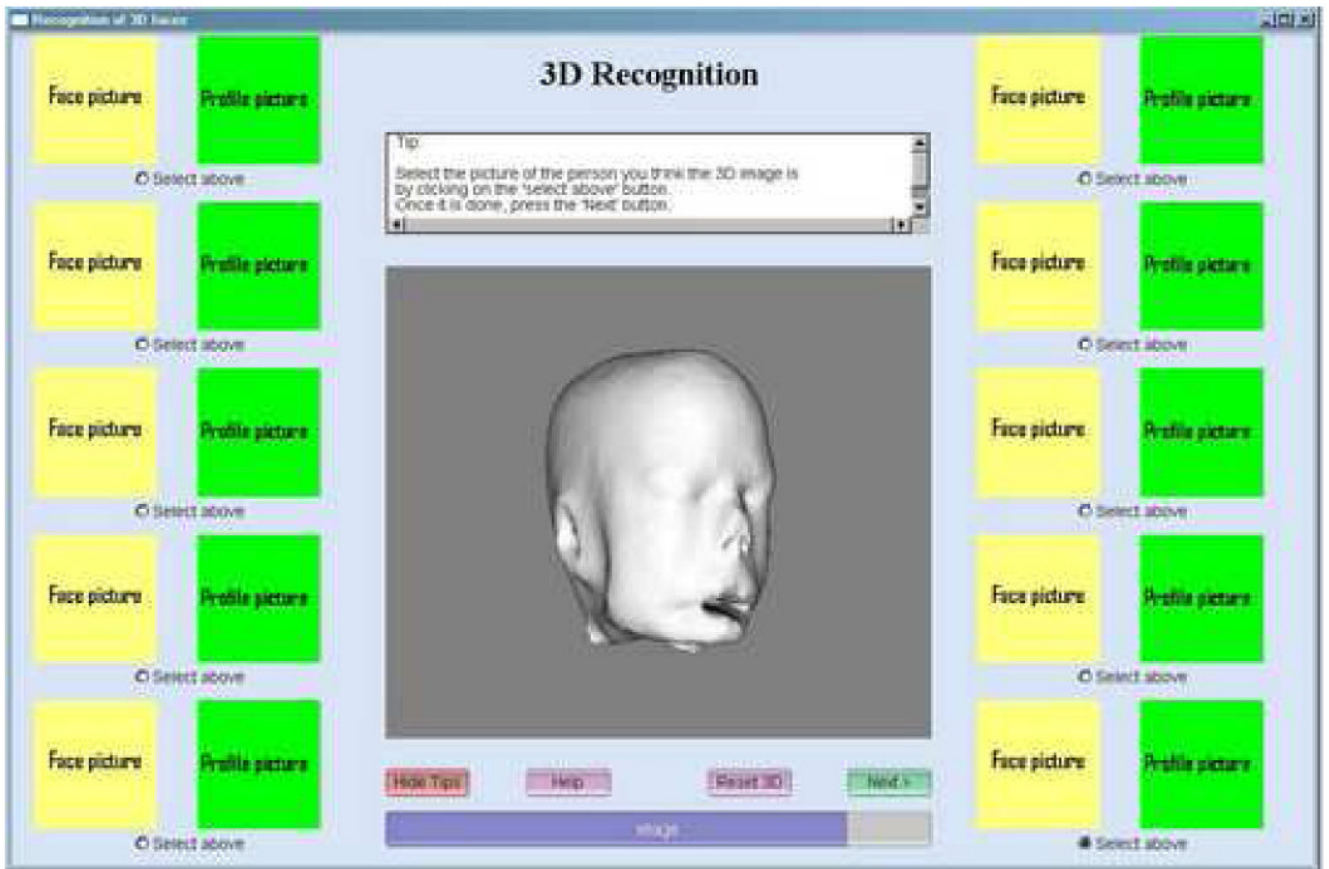 Recognition of 3D faces
3D Recognition
Tip:
Select the picture of the person you think the 3D image is
by clicking on the 'select above' button.
Once it is done, press the 'Next' button.
Face picture Profile picture
Select above
Face picture Profile picture
Select above
Face picture Profile picture
Select above
Face picture Profile picture
Select above
Face picture Profile picture
Select above
Hide Tips Help Reset 3D Next >
Image
Face picture Profile picture
Select above
Face picture Profile picture
Select above
Face picture Profile picture
Select above
Face picture Profile picture
Select above
Face picture Profile picture
Select above